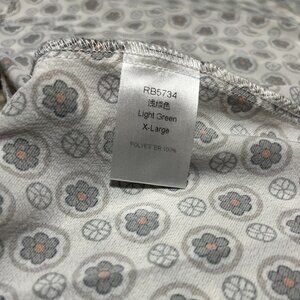 RB5734
浅绿色
Light Green
X-Large
POLYESTER 100%